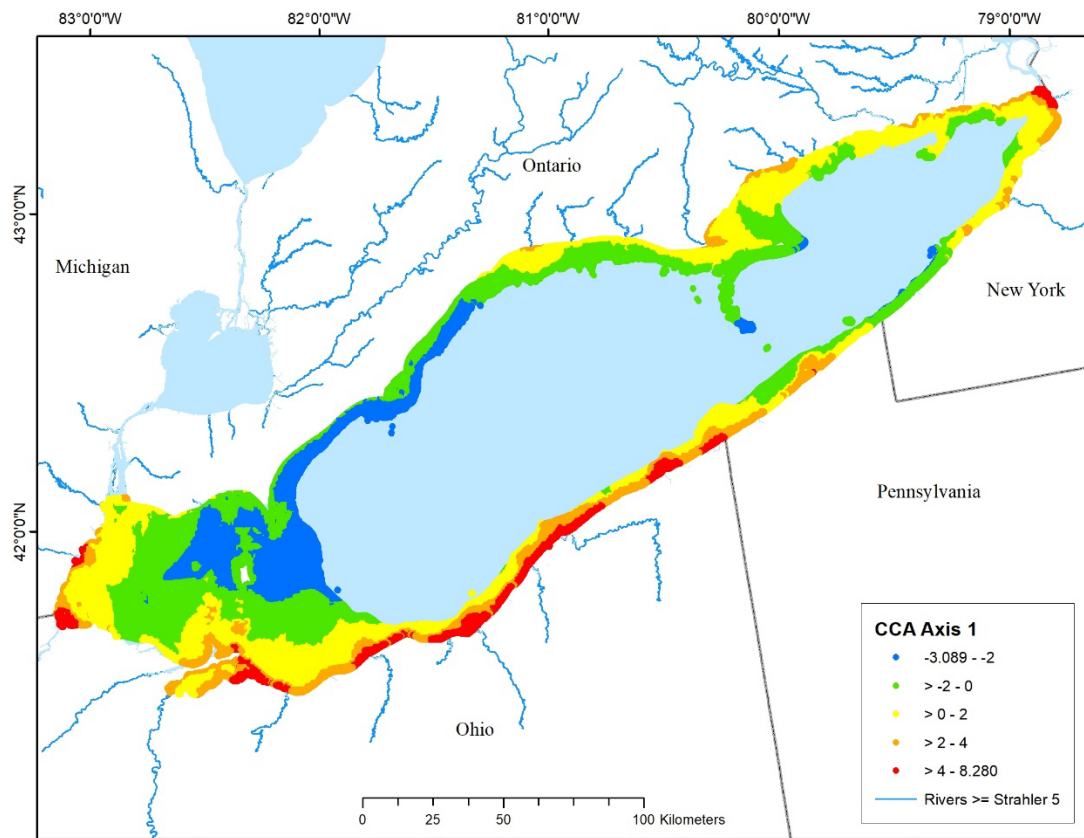 83°0'0"W 82°0'0"W 81°0'0"W 80°0'0"W 79°0'0"W
43°0'0"N
42°0'0"N
Ontario
Michigan
New York
Pennsylvania
Ohio
CCA Axis 1
-3.089 - -2
> -2 - 0
> 0 - 2
> 2 - 4
> 4 - 8.280
Rivers >= Strahler 5
0 25 50 100 Kilometers